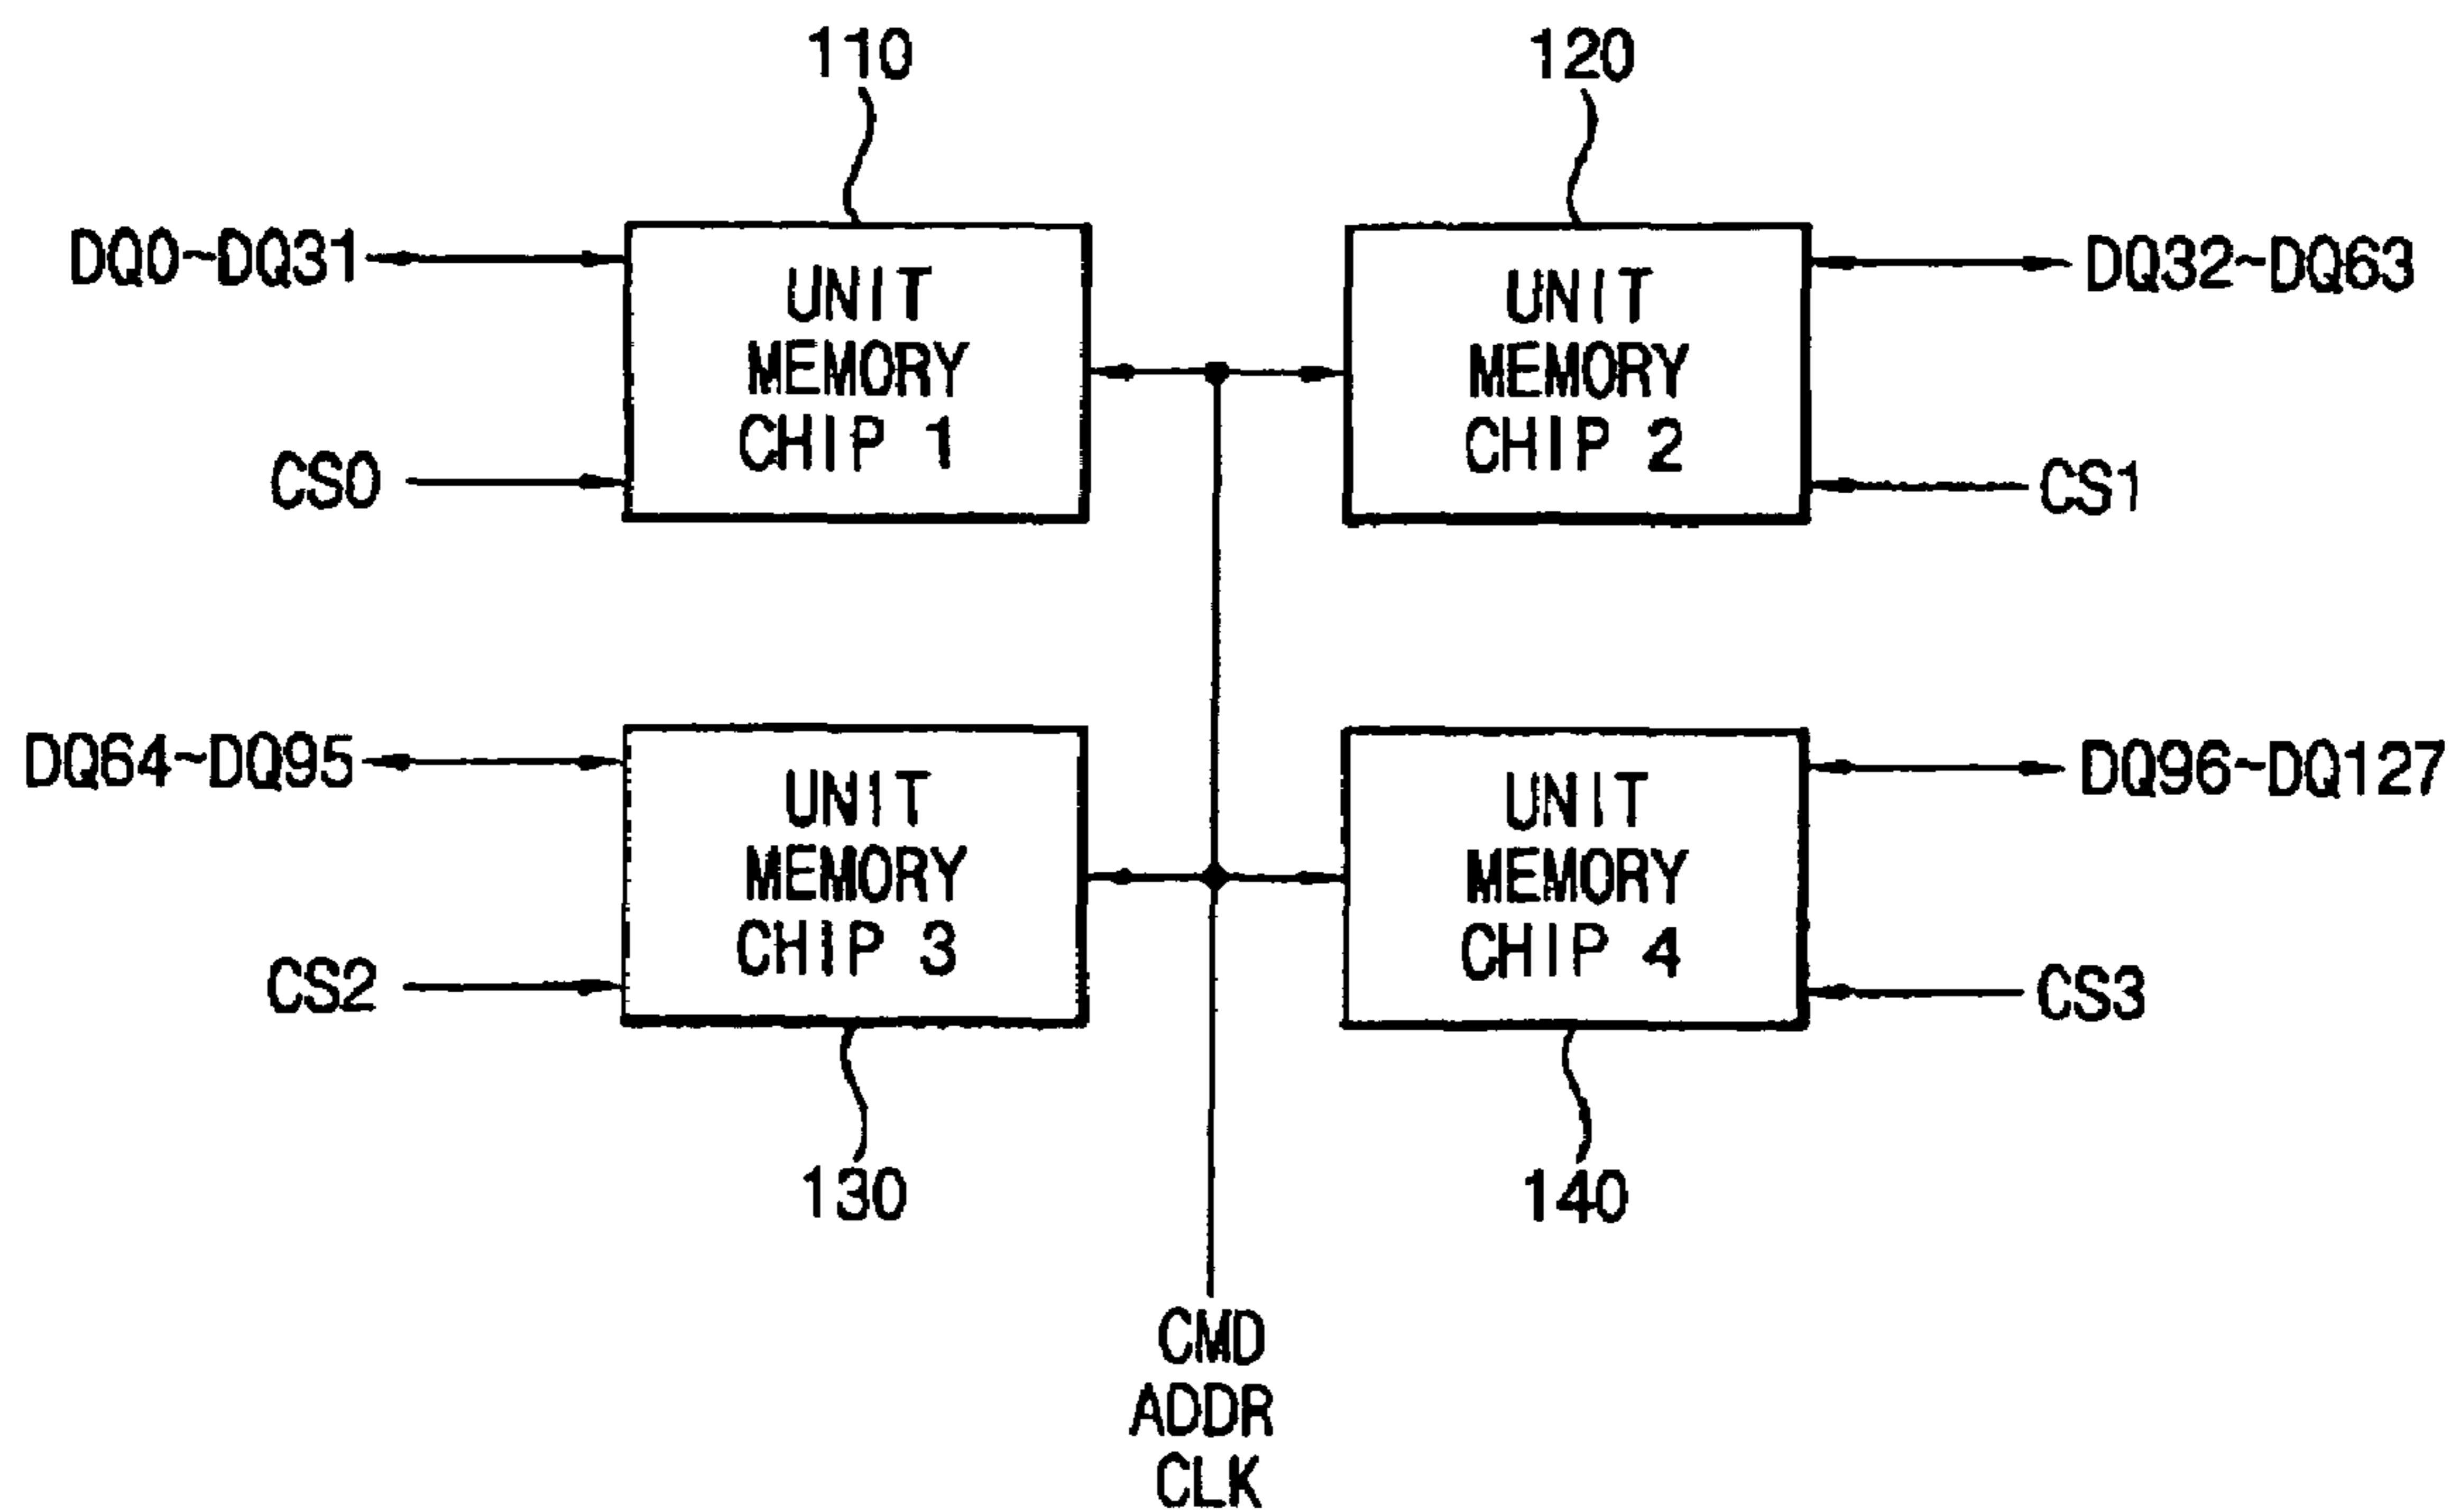 110
120
DQ0~DQ31
UNIT
MEMORY
CHIP 1
CS0
UNIT
MEMORY
CHIP 2
DQ32~DQ63
CS1
DQ64~DQ95
UNIT
MEMORY
CHIP 3
CS2
UNIT
MEMORY
CHIP 4
DQ96~DQ127
CS3
130
140
CMD
ADDR
CLK